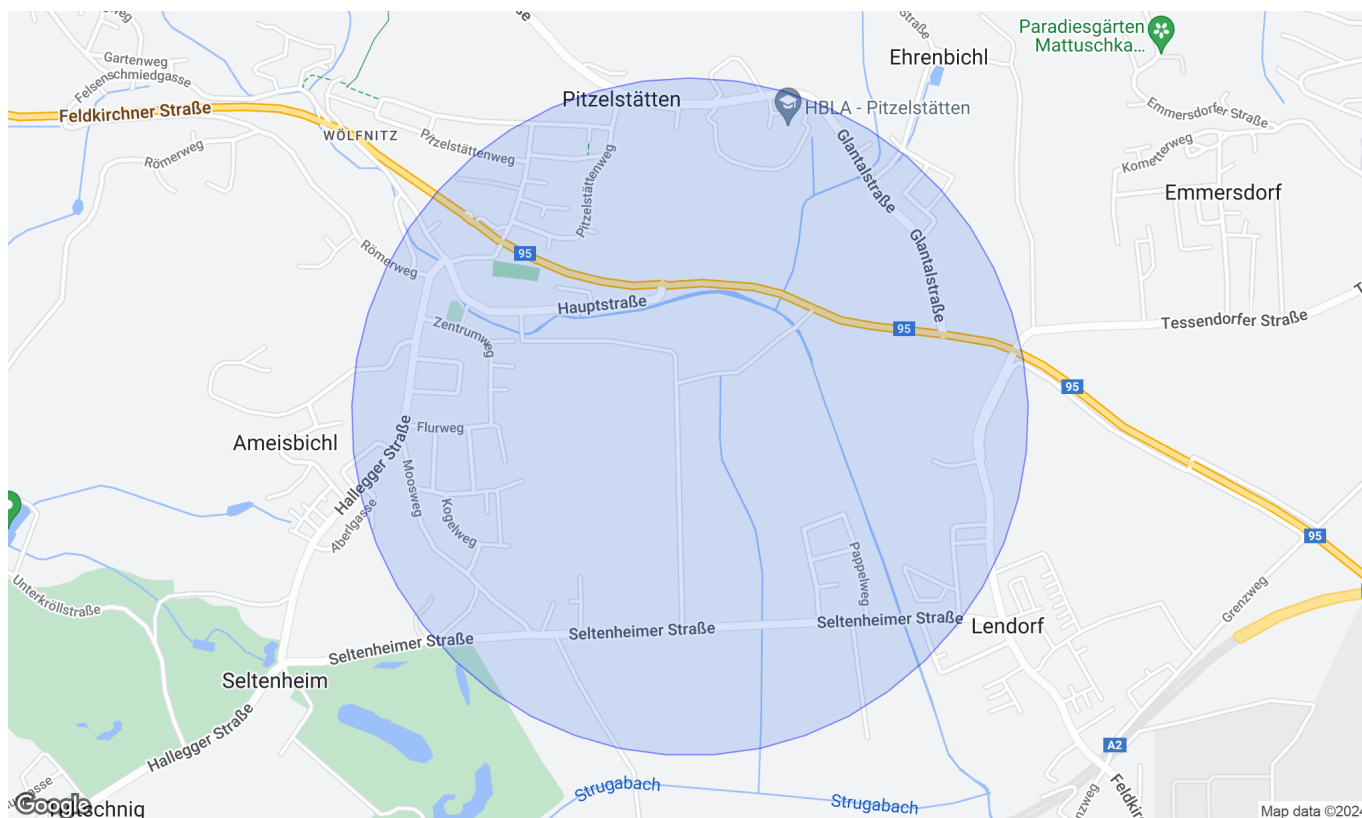 Paradiesgärten
Mattuschka...
Ehrenbichl
Gartenweg
Felsenschmiedgasse
Feldkirchner Straße
WÖLFNITZ
Römerweg
Pitzelstätten
HBLA - Pitzelstätten
Emmersdorfer Straße
Kometterweg
Emmersdorf
Pitzelstättenweg
Pitzelstättenweg
Glantalstraße
Glantalstraße
Römerweg
95
Hauptstraße
Zentrumweg
95
Tessendorfer Straße
95
Ameisbichl
Flurweg
Hallegger Straße
Moosweg
Kogelweg
Aberlgasse
95
Pappelweg
Unterkröllstraße
Grenzweg
Seltenheimer Straße
Seltenheimer Straße
Seltenheimer Straße
Lendorf
Seltenheim
Hallegger Straße
A2
Strugabach
Strugabach
Grenzweg
Google
Map data ©2024